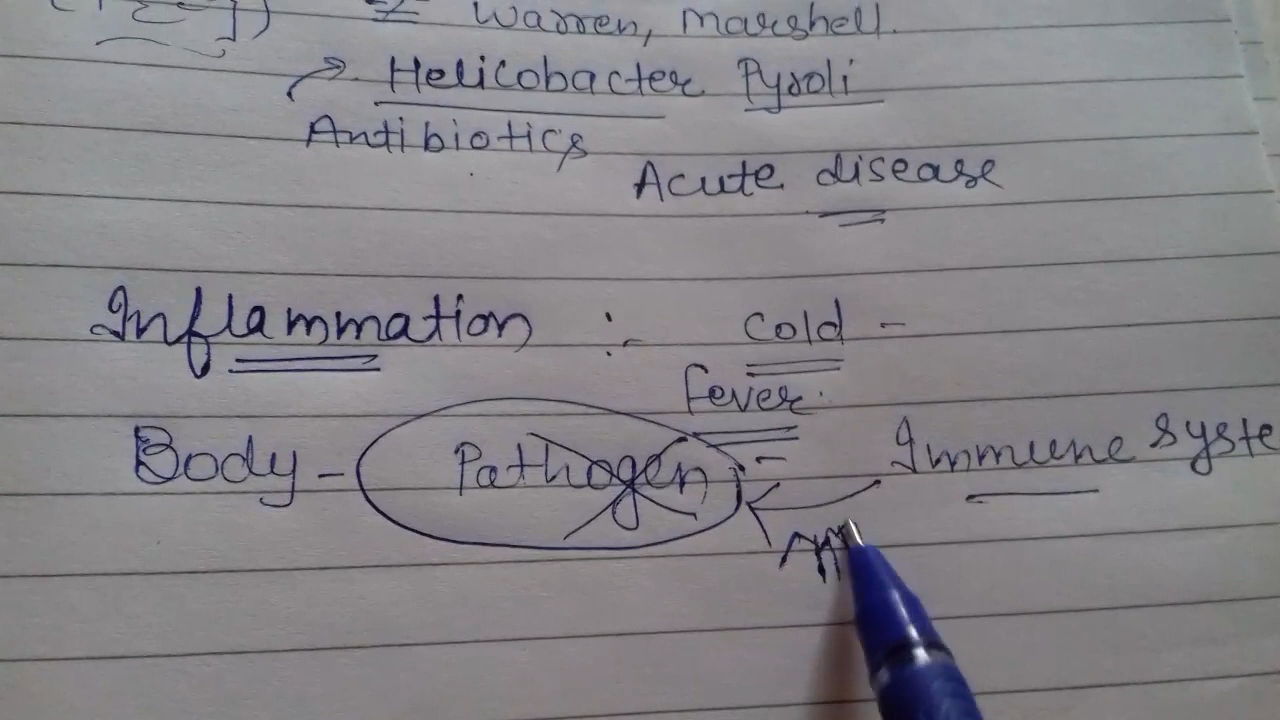 Warren, Marshell.
Helicobacter Pyroli
Antibiotics
Acute disease
Inflammation :- Cold -
Fever.
Body - Pathogen - Immune syste